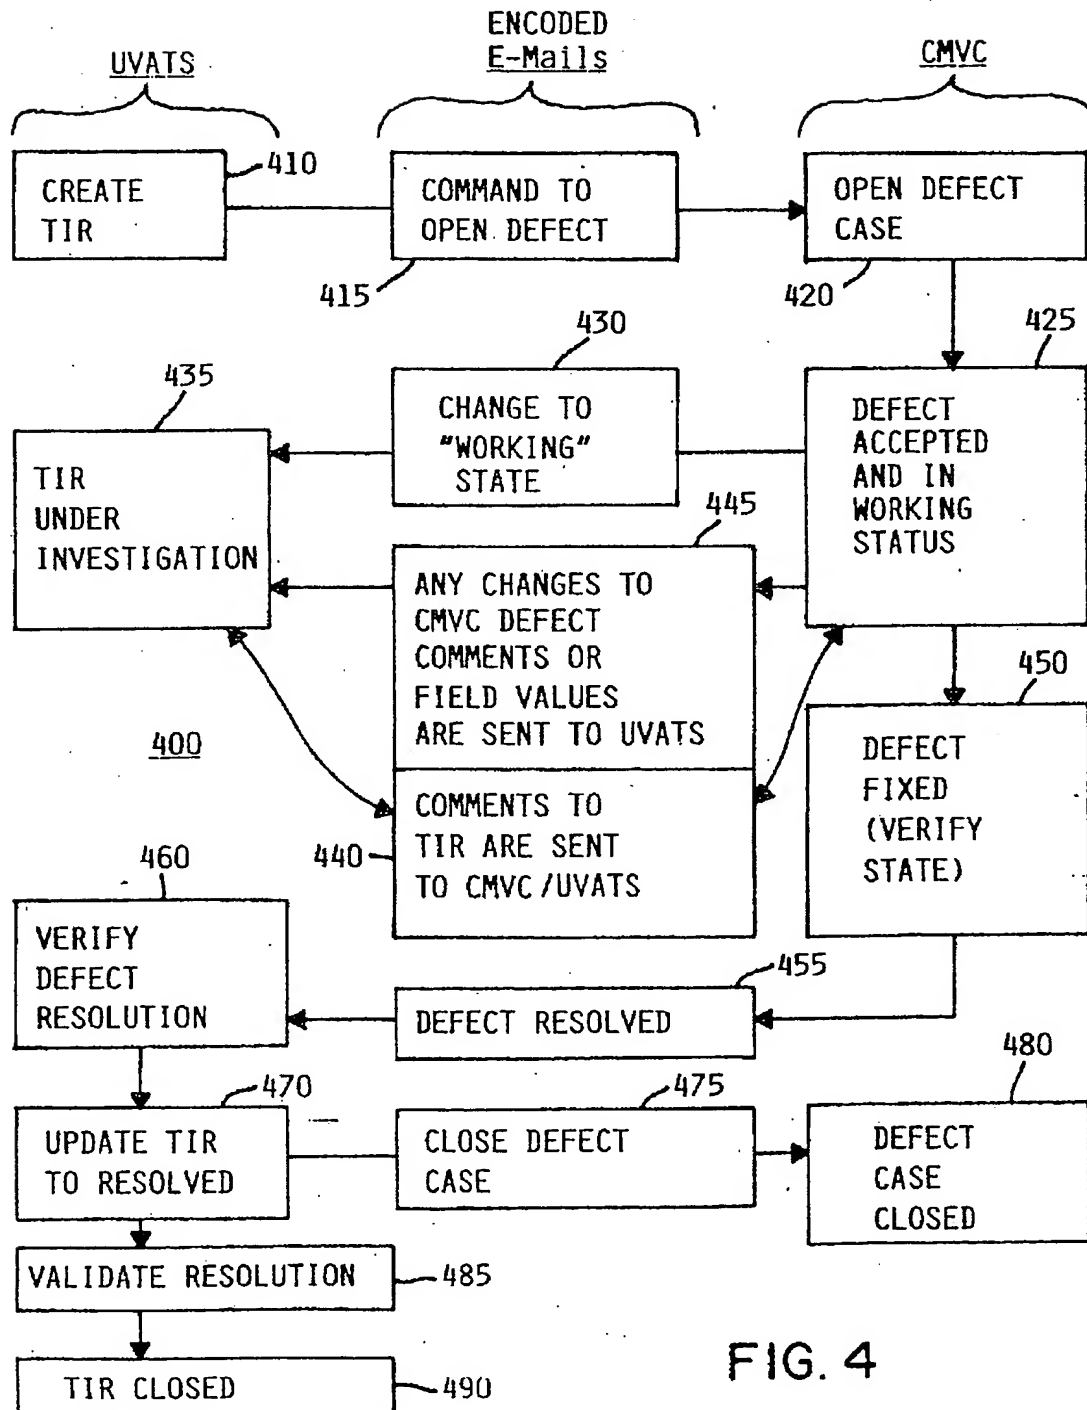 UVATS
ENCODED
E-Mails
CMVC
CREATE
TIR
410
COMMAND TO
OPEN DEFECT
415
OPEN DEFECT
CASE
420
425
DEFECT
ACCEPTED
AND IN
WORKING
STATUS
430
CHANGE TO
"WORKING"
STATE
435
TIR
UNDER
INVESTIGATION
445
ANY CHANGES TO
CMVC DEFECT
COMMENTS OR
FIELD VALUES
ARE SENT TO UVATS
400
440
COMMENTS TO
TIR ARE SENT
TO CMVC/UVATS
450
DEFECT
FIXED
(VERIFY
STATE)
455
DEFECT RESOLVED
460
VERIFY
DEFECT
RESOLUTION
470
UPDATE TIR
TO RESOLVED
475
CLOSE DEFECT
CASE
480
DEFECT
CASE
CLOSED
VALIDATE RESOLUTION
485
TIR CLOSED
490
FIG. 4